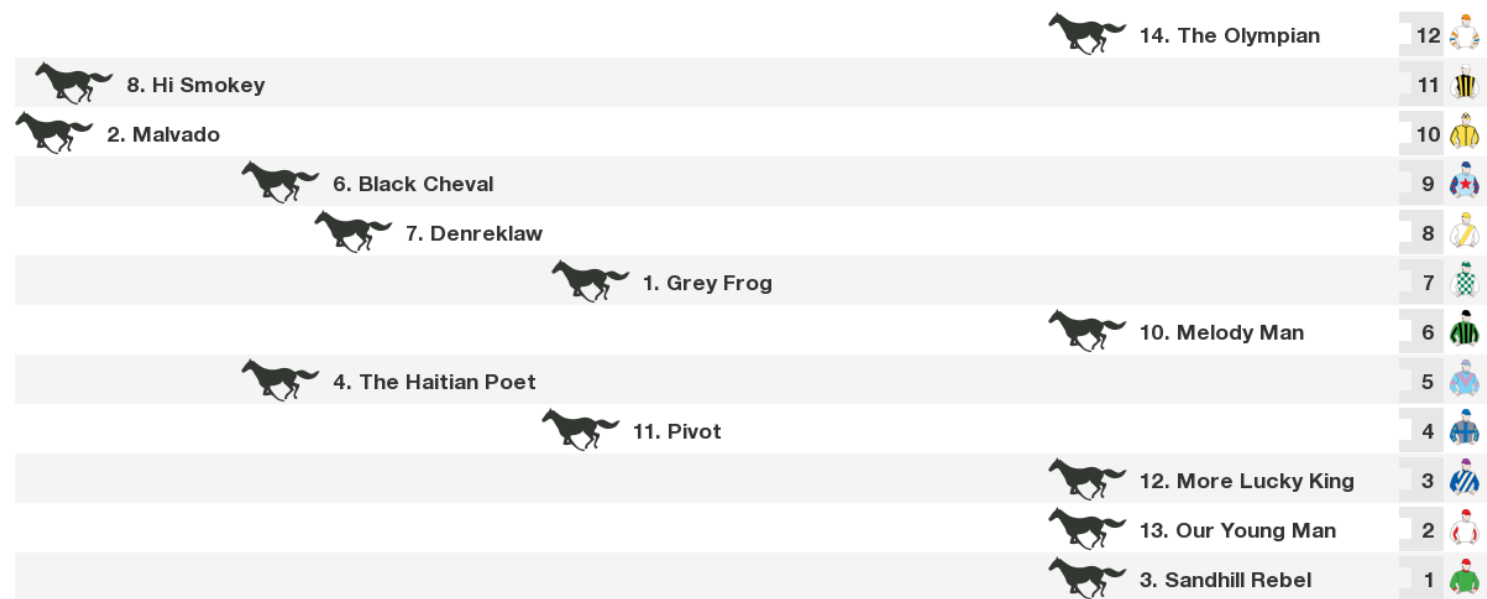 14. The Olympian 12
8. Hi Smokey 11
2. Malvado 10
6. Black Cheval 9
7. Denreklaw 8
1. Grey Frog 7
10. Melody Man 6
4. The Haitian Poet 5
11. Pivot 4
12. More Lucky King 3
13. Our Young Man 2
3. Sandhill Rebel 1